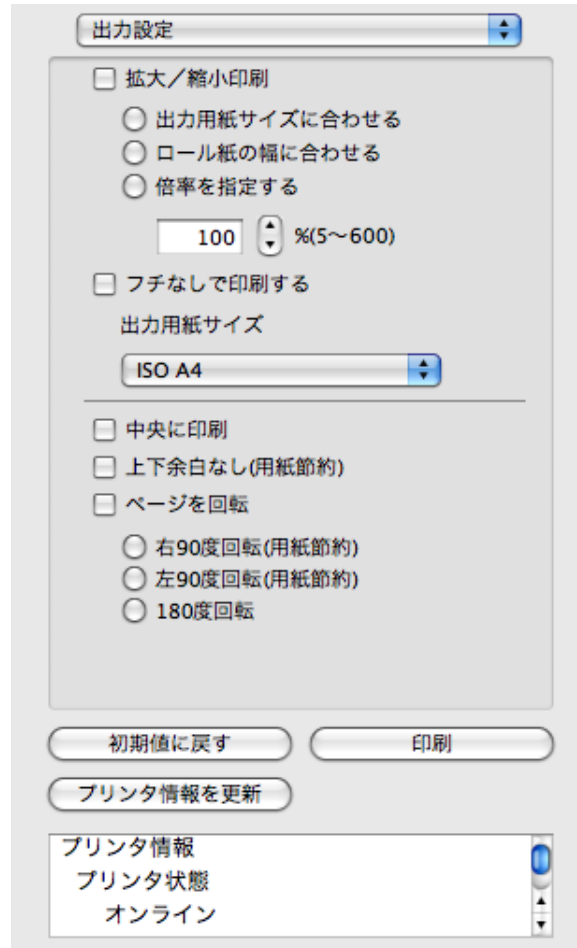 出力設定
拡大／縮小印刷
出力用紙サイズに合わせる
ロール紙の幅に合わせる
倍率を指定する
100 %(5～600)
フチなしで印刷する
出力用紙サイズ
ISO A4
中央に印刷
上下余白なし(用紙節約)
ページを回転
右90度回転(用紙節約)
左90度回転(用紙節約)
180度回転
初期値に戻す 印刷
プリンタ情報を更新
プリンタ情報
プリンタ状態
オンライン